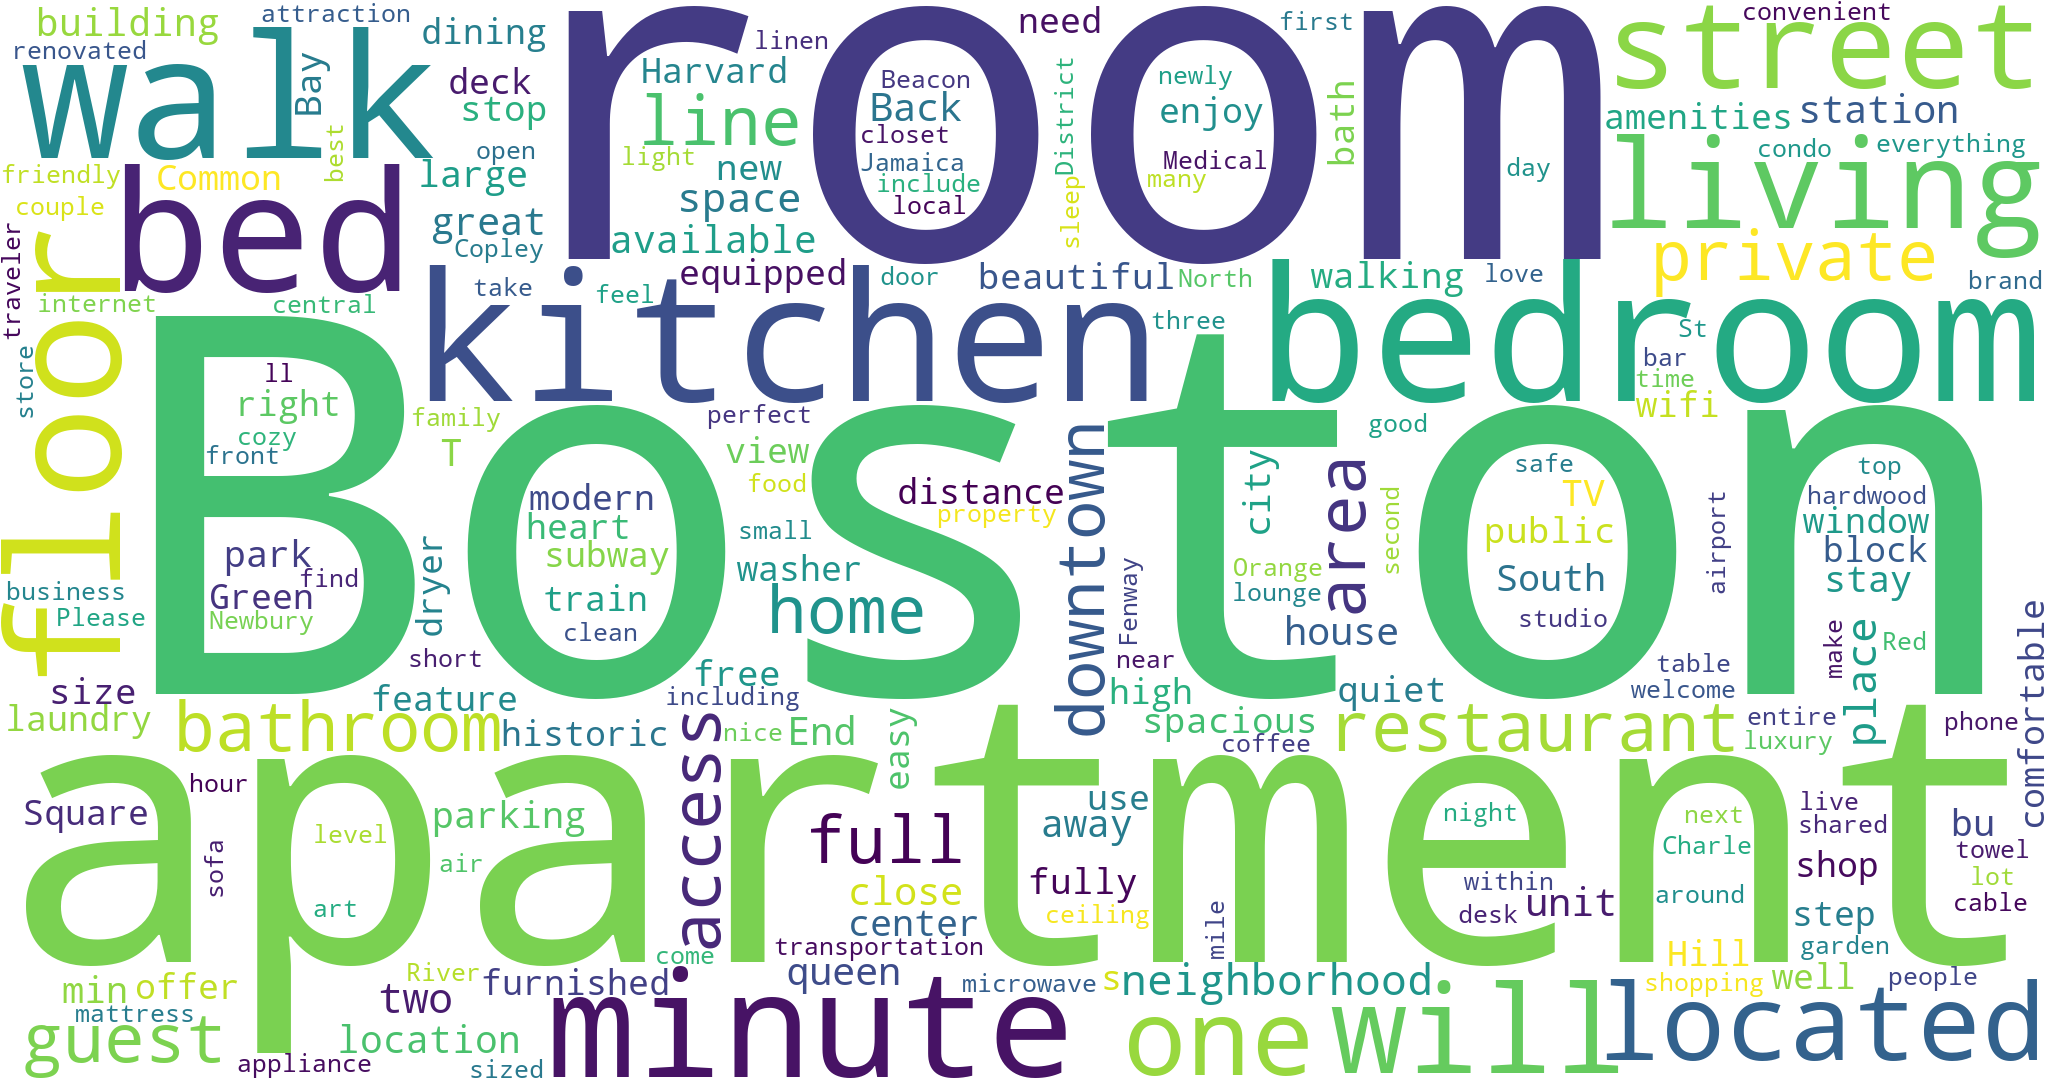 building
attraction
renovated
walk
Bay
best
dining
deck
stop
open
large
great
Copley
room
linen
Harvard
line
light
new
space
available
equipped
Beacon
Back
closet
Jamaica
include
local
need
District
sleep
first
newly
enjoy
Medical
many
bath
day
convenient
street
amenities
station
condo
everything
living
private
friendly
couple
Common
bed
traveler
internet
central
floor
store
take
feel
door
beautiful
North
walking
love
brand
kitchen
three
bedroom
St
bar
time
wifi
Boston
ll
right
cozy
front
park
find
Green
Newbury
family
T
dryer
short
perfect
view
food
modern
heart
subway
train
clean
small
washer
home
distance
property
downtown
Fenway
near
good
city
Orange
lounge
area
second
house
safe
TV
public
South
studio
airport
top
hardwood
window
block
stay
make
place
Red
comfortable
business
Please
size
laundry
bathroom
feature
historic
free
including
nice
End
access
easy
high
spacious
coffee
quiet
restaurant
table
welcome
entire
luxury
phone
apartment
hour
Square
sofa
level
art
parking
air
full
close
center
transportation
queen
use
away
fully
ceiling
mile
night
within
desk
unit
next
Charle
around
live
shared
shop
step
garden
bu
towel
lot
cable
Hill
shopping
well
people
min
offer
mattress
guest
appliance
River
two
location
furnished
sized
come
minute
microwave
s
neighborhood
one
will
located